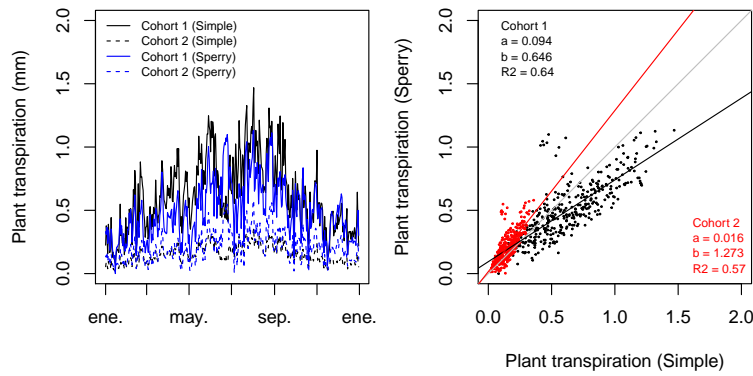 Cohort 1 (Simple)
Cohort 2 (Simple)
Cohort 1 (Sperry)
Cohort 2 (Sperry)
Plant transpiration (mm)
2.0
1.5
1.0
0.5
0.0
ene.
may.
sep.
ene.
Cohort 1
a = 0.094
b = 0.646
R2 = 0.64
Plant transpiration (Sperry)
2.0
1.5
1.0
0.5
0.0
Cohort 2
a = 0.016
b = 1.273
R2 = 0.57
0.0
0.5
1.0
1.5
2.0
Plant transpiration (Simple)